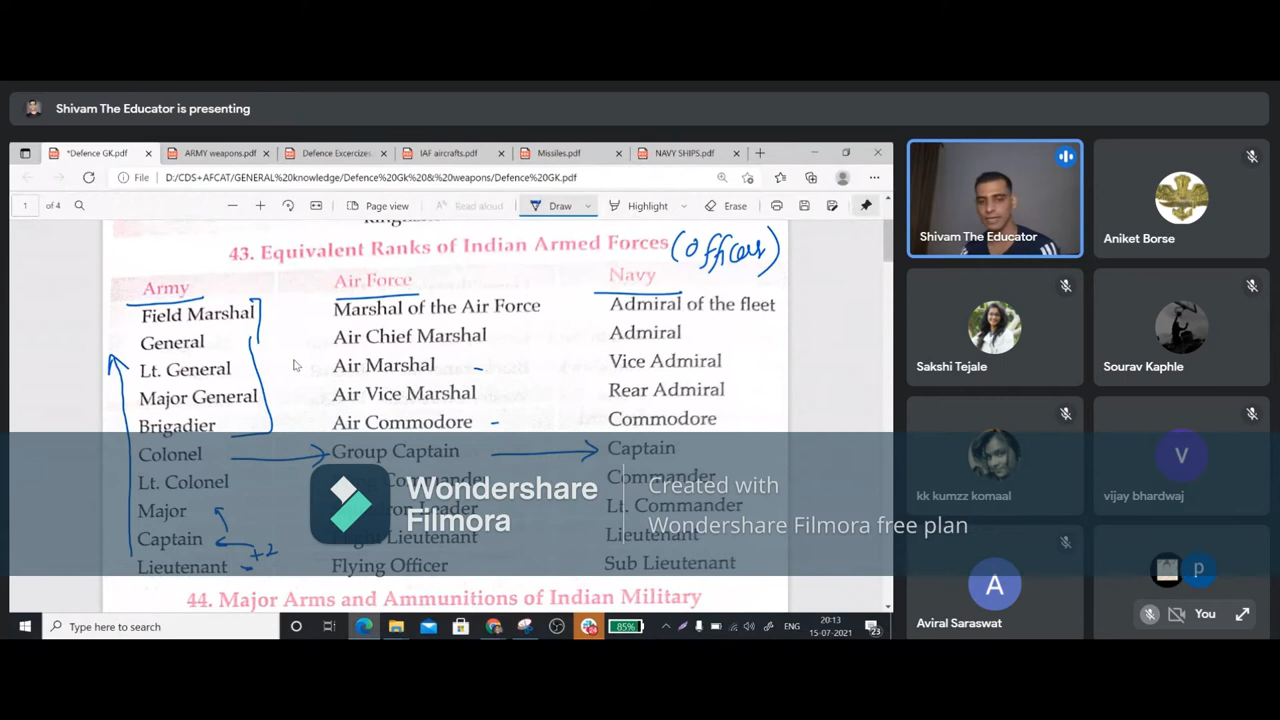 Shivam The Educator is presenting
*Defence GK.pdf
ARMY weapons.pdf
Defence Excercizes.
IAF aircrafts.pdf
Missiles.pdf
NAVY SHIPS.pdf
File D:/CDS+AFCAT/GENERAL %20knowledge/Defence%20Gk%20&%20weapons/Defence%20GK.pdf
1 of 4
Page view
Read aloud
Draw
Highlight
Erase
43. Equivalent Ranks of Indian Armed Forces (Officers)
Army Air Force Navy
Field Marshal Marshal of the Air Force Admiral of the fleet
General Air Chief Marshal Admiral
Lt. General Air Marshal Vice Admiral
Major General Air Vice Marshal Rear Admiral
Brigadier Air Commodore Commodore
Colonel Group Captain Captain
Lt. Colonel Commander Commander
Major Leader Lt. Commander
Captain Flight Lieutenant Lieutenant
+2
Lieutenant Flying Officer Sub Lieutenant
44. Major Arms and Ammunitions of Indian Military
Wondershare
Filmora
Created with
Wondershare Filmora free plan
Type here to search
85%
ENG
20:13
15-07-2021
23
Shivam The Educator
Aniket Borse
Sakshi Tejale
Sourav Kaphle
kk kumzz komaal
V
vijay bhardwaj
A
Aviral Saraswat
p
You